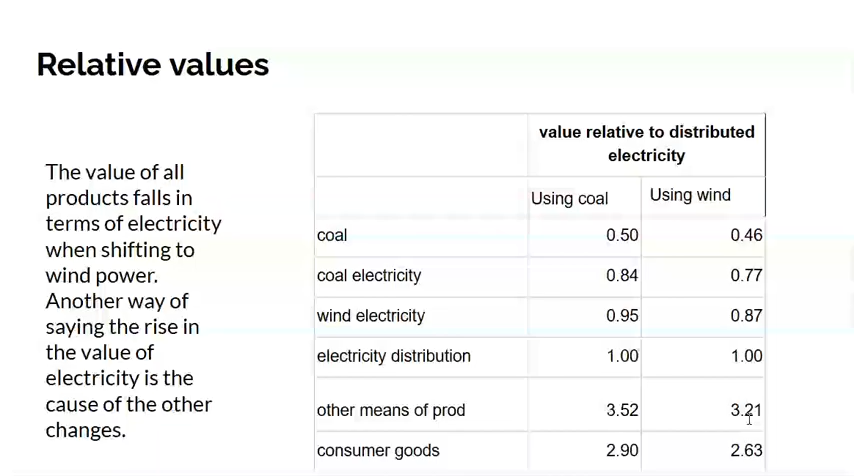 Relative values
The value of all
products falls in
terms of electricity
when shifting to
wind power.
Another way of
saying the rise in
the value of
electricity is the
cause of the other
changes.
value relative to distributed
electricity
Using coal Using wind
coal 0.50 0.46
coal electricity 0.84 0.77
wind electricity 0.95 0.87
electricity distribution 1.00 1.00
other means of prod 3.52 3.21
consumer goods 2.90 2.63